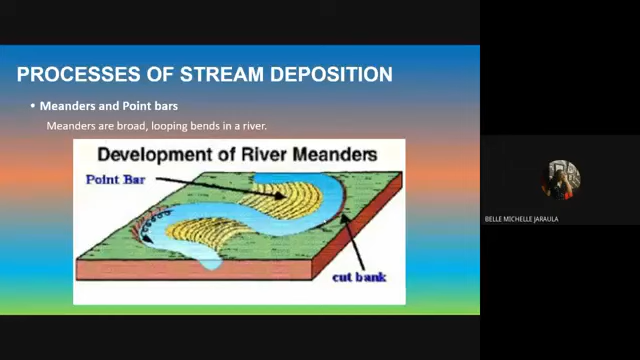 PROCESSES OF STREAM DEPOSITION
• Meanders and Point bars
Meanders are broad, looping bends in a river.
Development of River Meanders
Point Bar
cut bank
BELLE MICHELLE JARAULA